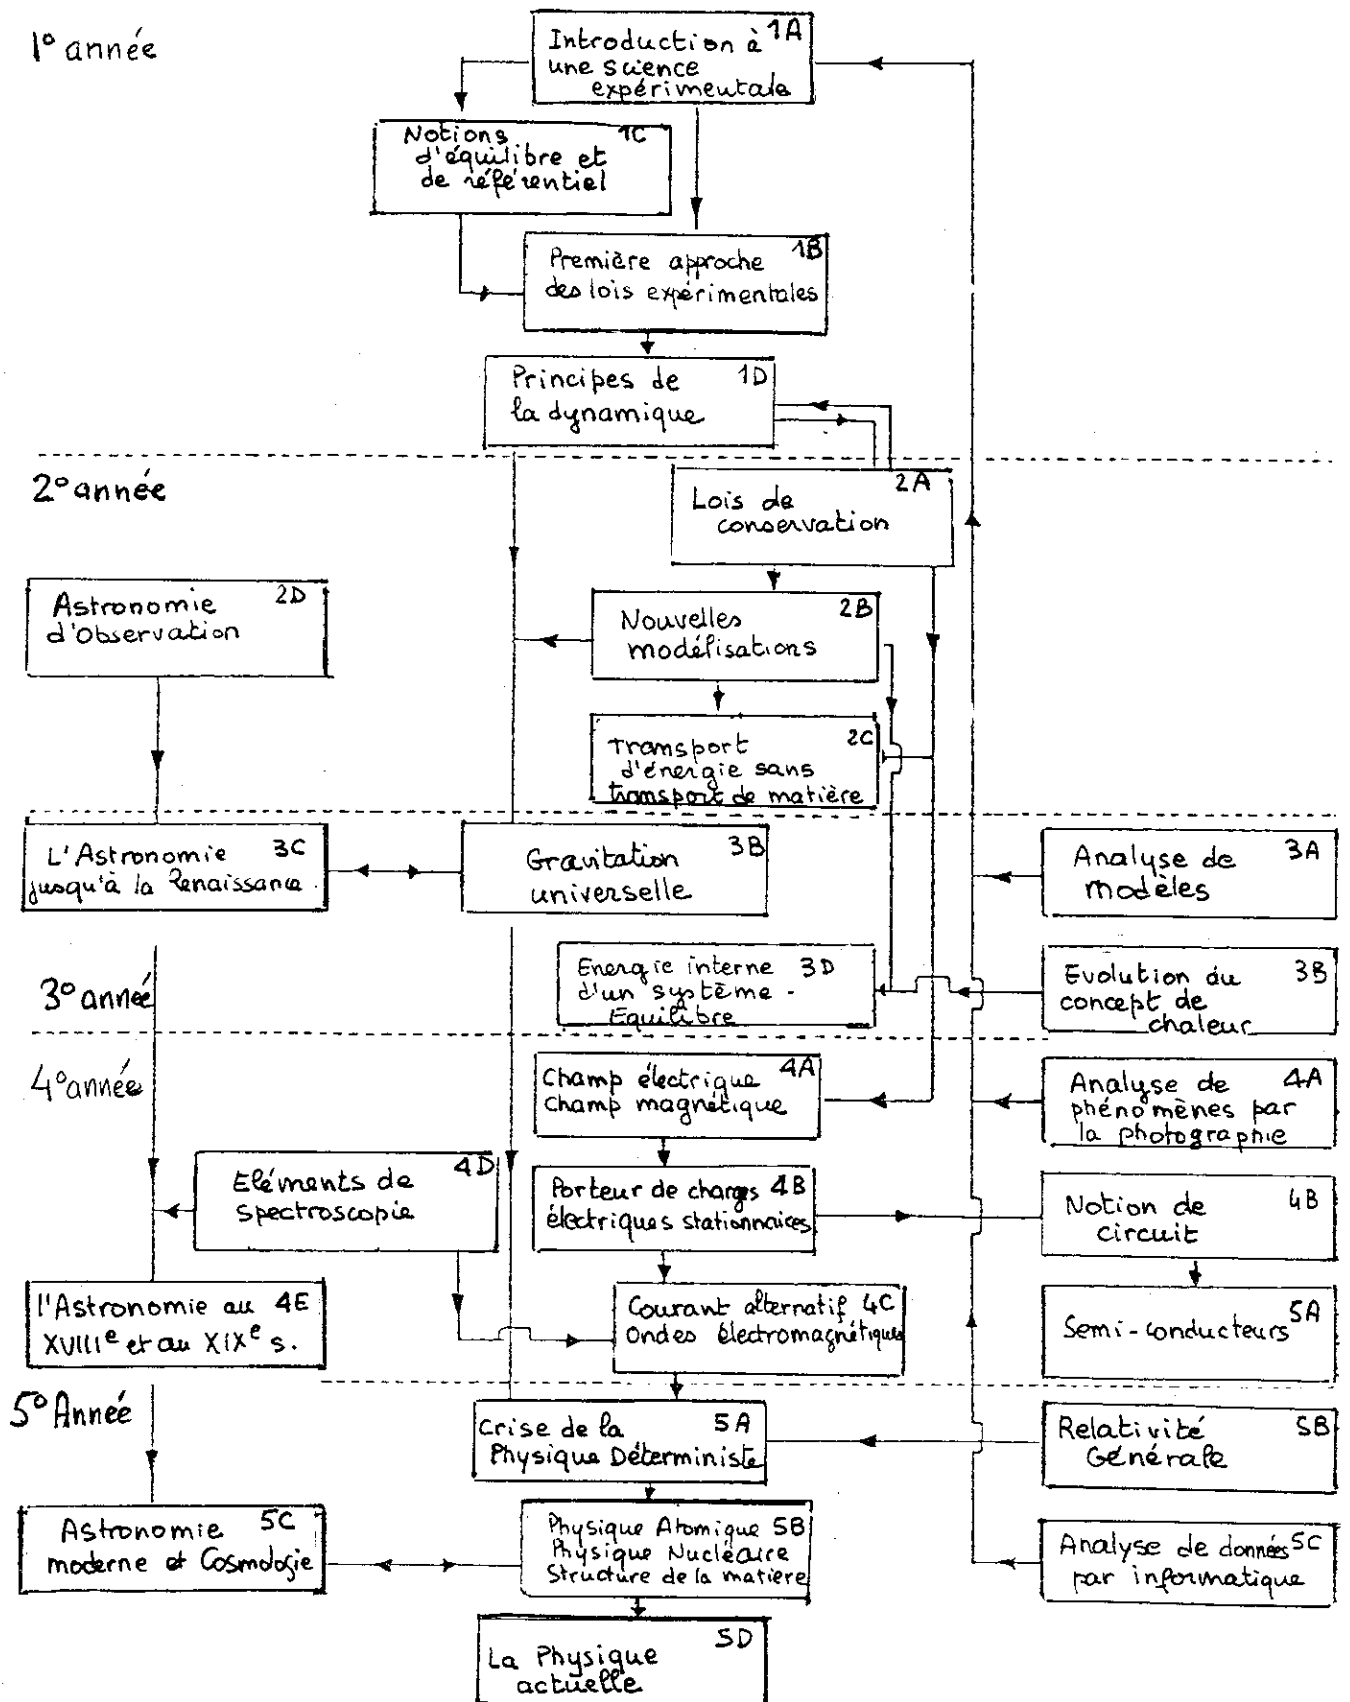 1° année
Introduction à 1A
une science
expérimentale
Notions 1C
d'équilibre et
de référentiel
Première approche 1B
des lois expérimentales
Principes de 1D
la dynamique
2° année
Lois de 2A
conservation
Astronomie 2D
d'Observation
Nouvelles 2B
modélisations
Transport 2C
d'énergie sans
transport de matière
L'Astronomie 3C
jusqu'à la Renaissance.
Gravitation 3B
universelle
Analyse de 3A
modèles
3° année
Energie interne 3D
d'un système -
Equilibre
Evolution du 3B
concept de
chaleur
4° année
Champ électrique 4A
Champ magnétique
Analyse de 4A
phénomènes par
la photographie
Eléments de 4D
Spectroscopie
Porteur de charges 4B
électriques stationnaires
Notion de 4B
circuit
l'Astronomie au 4E
XVIIIe et au XIXe s.
Courant alternatif 4C
Ondes électromagnétiques
Semi-conducteurs 5A
5° Année
Crise de la 5A
Physique Déterministe
Relativité 5B
Générale
Astronomie 5C
moderne et Cosmologie
Physique Atomique 5B
Physique Nucléaire
Structure de la matière
Analyse de données 5C
par informatique
La Physique 5D
actuelle